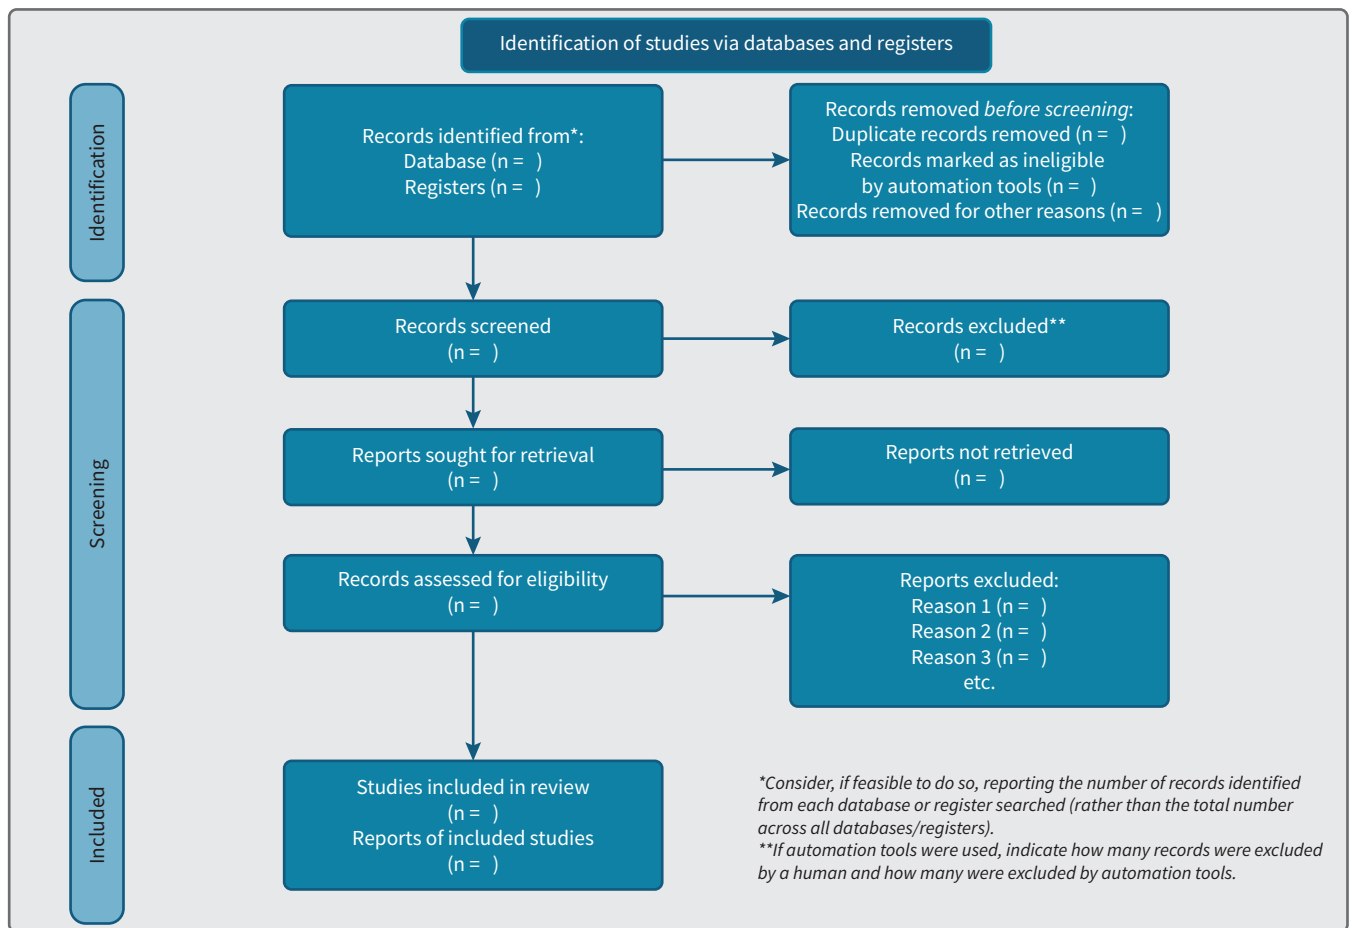 Identification of studies via databases and registers
Identification
Records identified from*:
Database (n =   )
Registers (n =   )
Records removed before screening:
Duplicate records removed (n =   )
Records marked as ineligible
by automation tools (n =   )
Records removed for other reasons (n =   )
Screening
Records screened
(n =   )
Records excluded**
(n =   )
Reports sought for retrieval
(n =   )
Reports not retrieved
(n =   )
Records assessed for eligibility
(n =   )
Reports excluded:
Reason 1 (n =   )
Reason 2 (n =   )
Reason 3 (n =   )
etc.
Included
Studies included in review
(n =   )
Reports of included studies
(n =   )
*Consider, if feasible to do so, reporting the number of records identified
from each database or register searched (rather than the total number
across all databases/registers).
**If automation tools were used, indicate how many records were excluded
by a human and how many were excluded by automation tools.